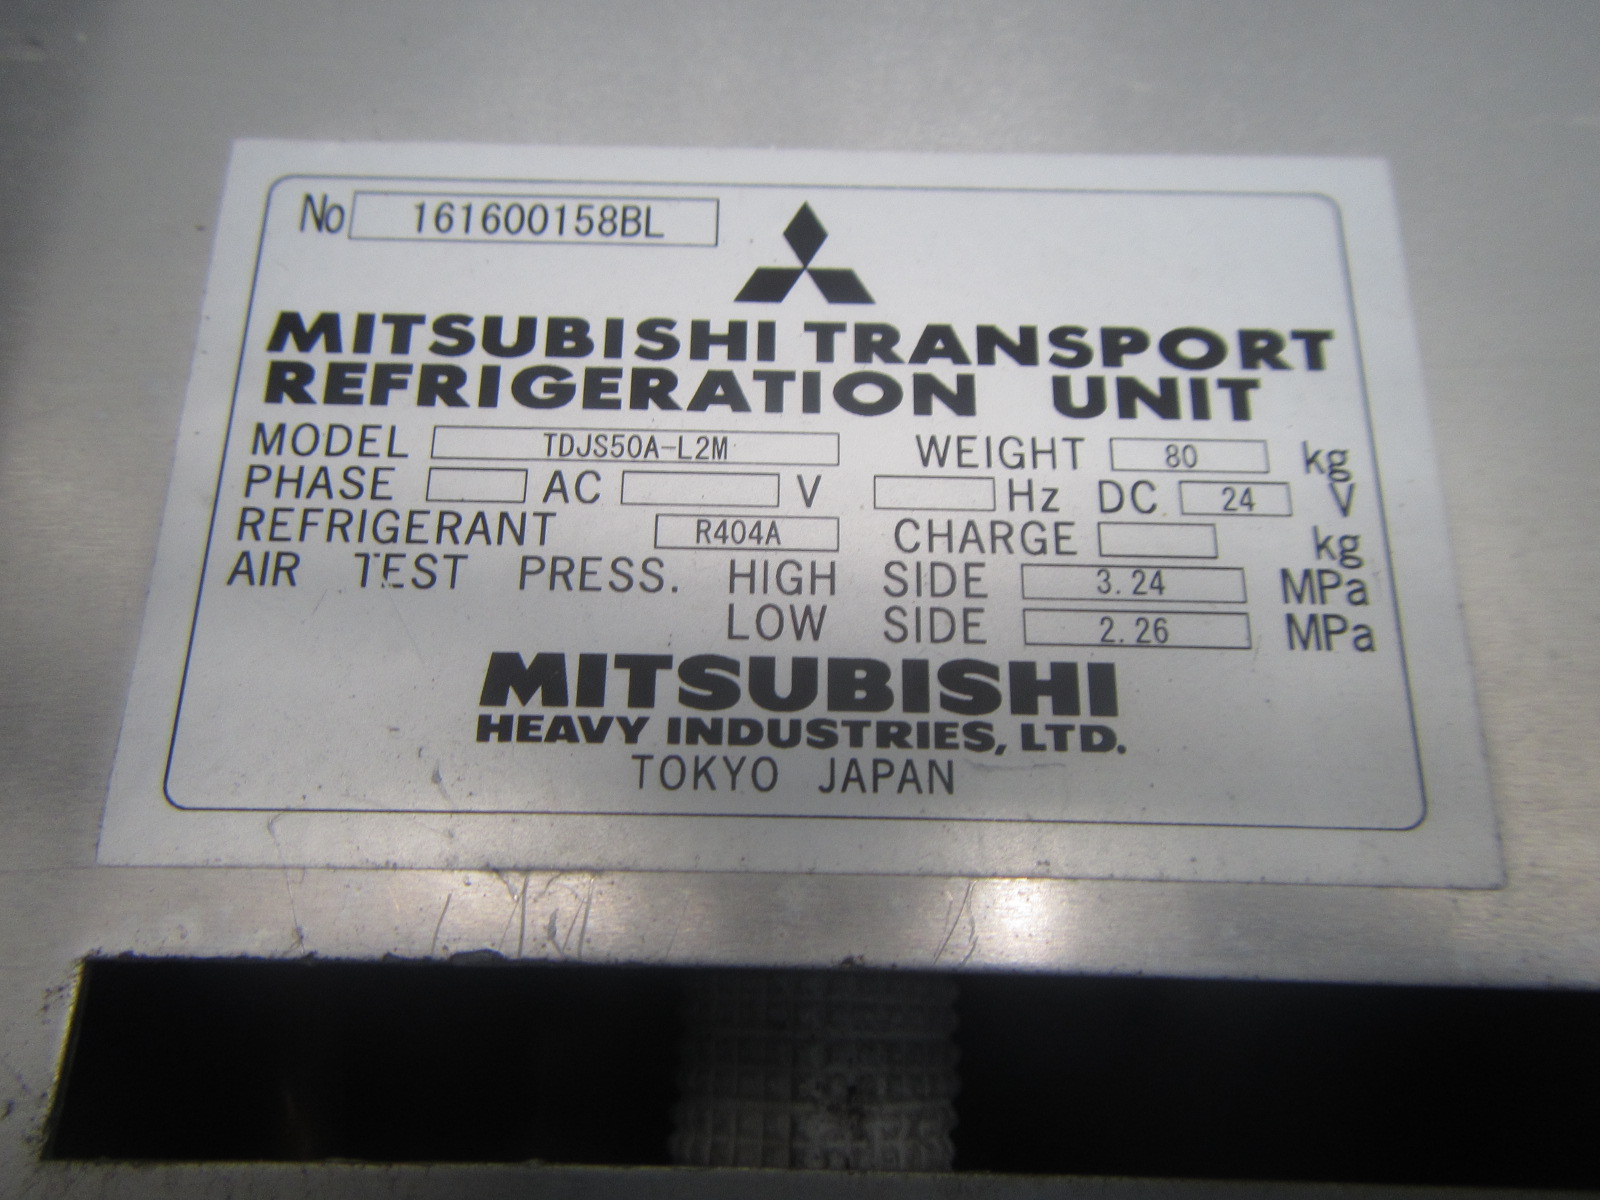 No 161600158BL
MITSUBISHI TRANSPORT
REFRIGERATION UNIT
MODEL TDJS50A-L2M WEIGHT 80 kg
PHASE AC V Hz DC 24 V
REFRIGERANT R404A CHARGE kg
AIR TEST PRESS. HIGH SIDE 3.24 MPa
LOW SIDE 2.26 MPa
MITSUBISHI
HEAVY INDUSTRIES, LTD.
TOKYO JAPAN